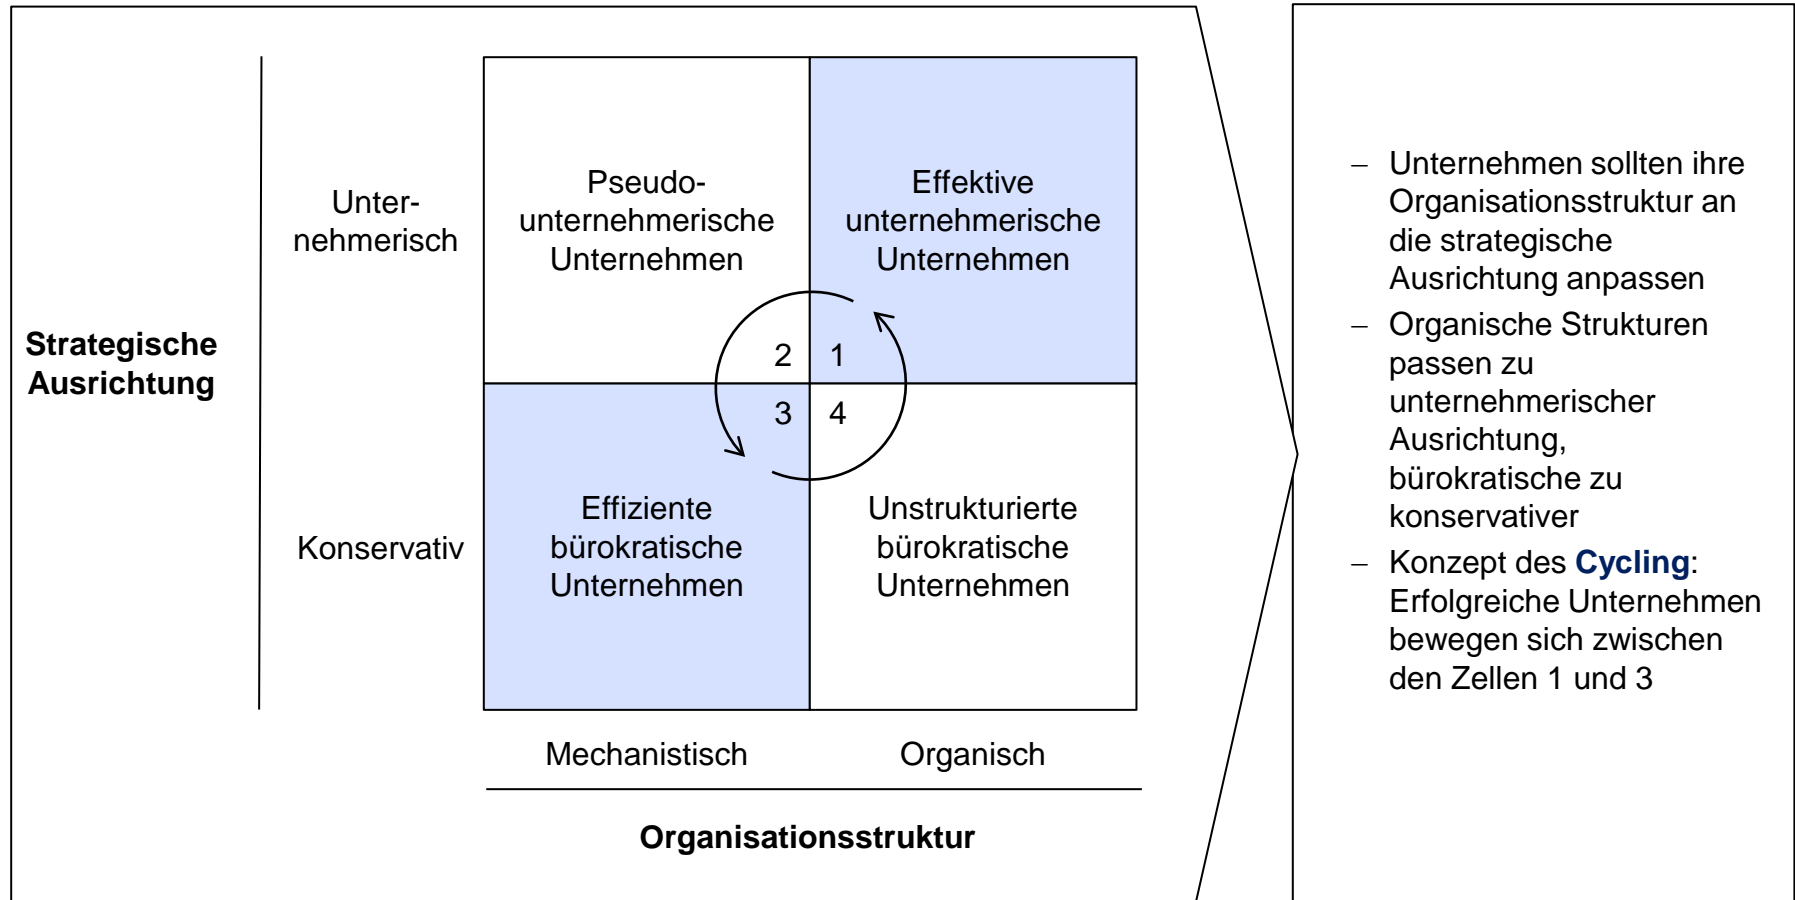 Strategische
Ausrichtung
Unter-
nehmerisch
Konservativ
Pseudo-
unternehmerische
Unternehmen
Effektive
unternehmerische
Unternehmen
2
1
3
4
Effiziente
bürokratische
Unternehmen
Unstrukturierte
bürokratische
Unternehmen
Mechanistisch
Organisch
Organisationsstruktur
– Unternehmen sollten ihre
Organisationsstruktur an
die strategische
Ausrichtung anpassen
– Organische Strukturen
passen zu
unternehmerischer
Ausrichtung,
bürokratische zu
konservativer
– Konzept des Cycling:
Erfolgreiche Unternehmen
bewegen sich zwischen
den Zellen 1 und 3